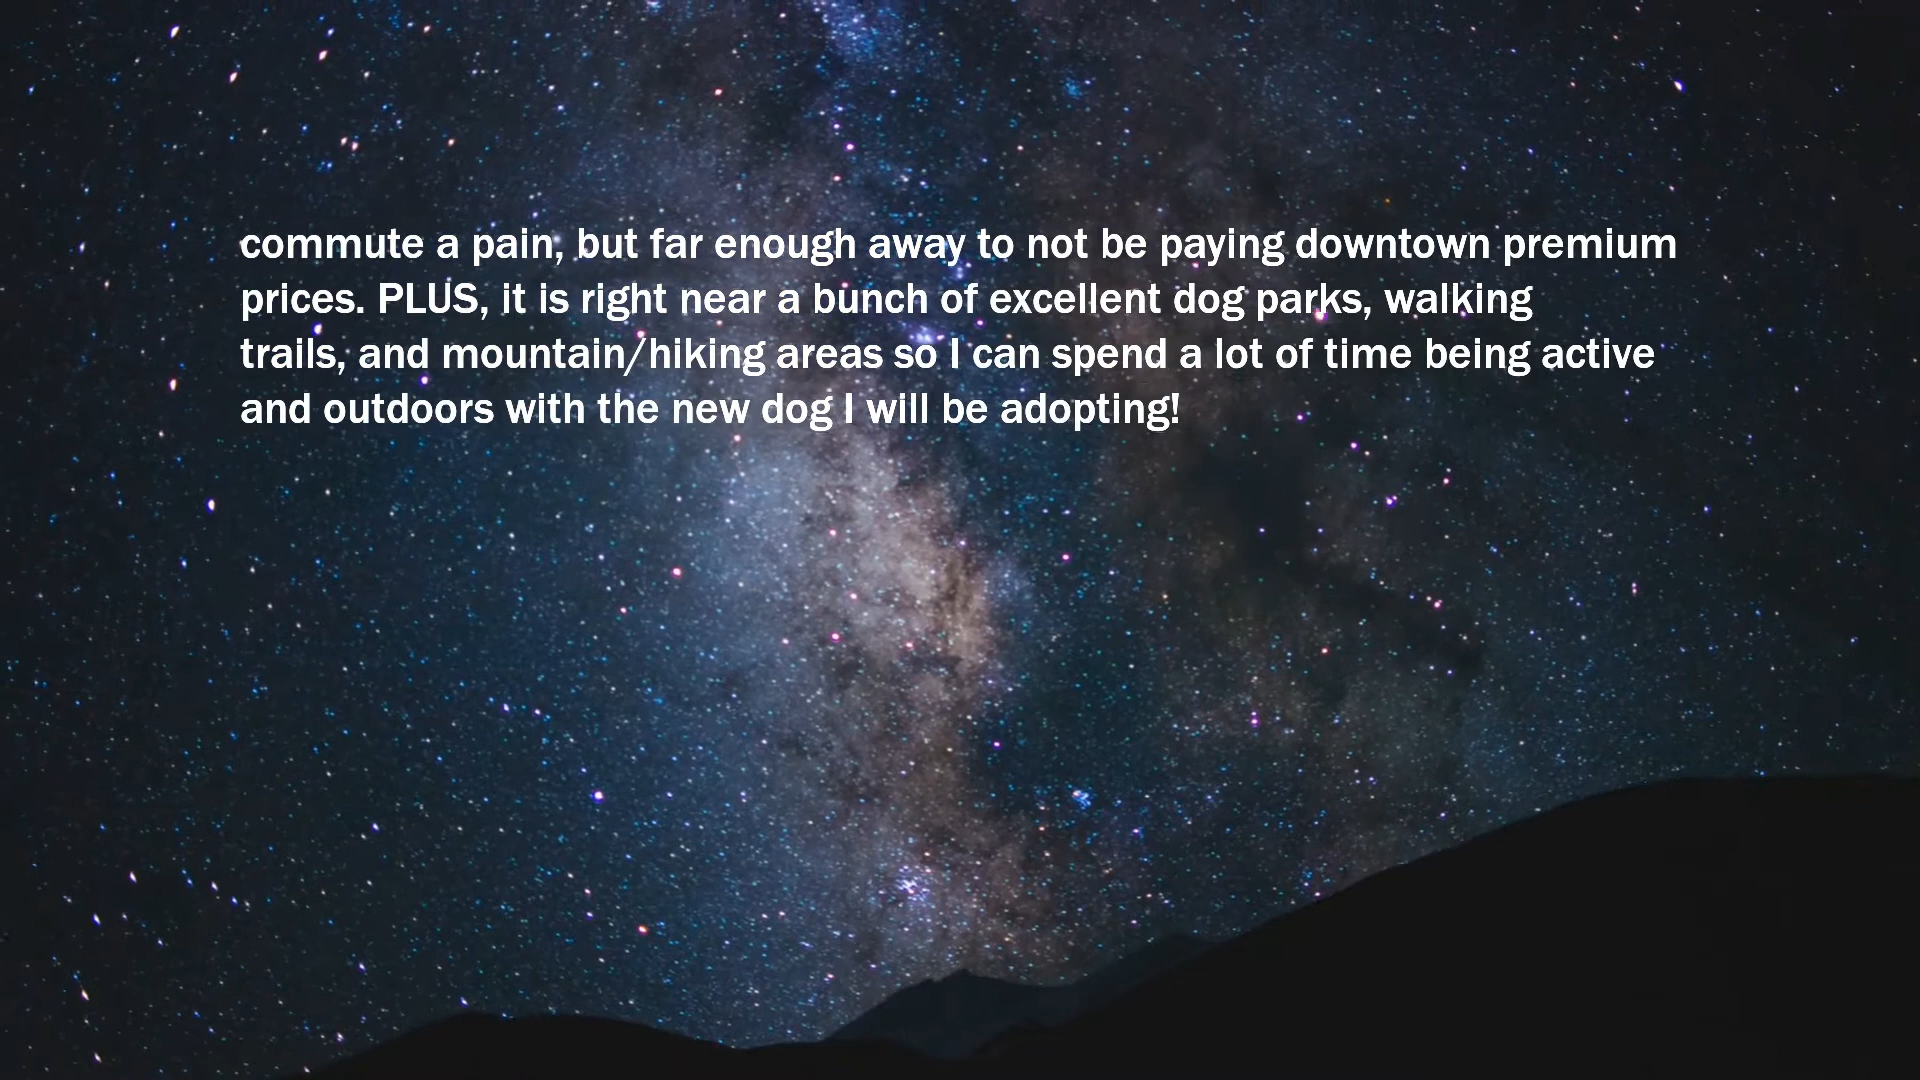 commute a pain, but far enough away to not be paying downtown premium
prices. PLUS, it is right near a bunch of excellent dog parks, walking
trails, and mountain/hiking areas so I can spend a lot of time being active
and outdoors with the new dog I will be adopting!